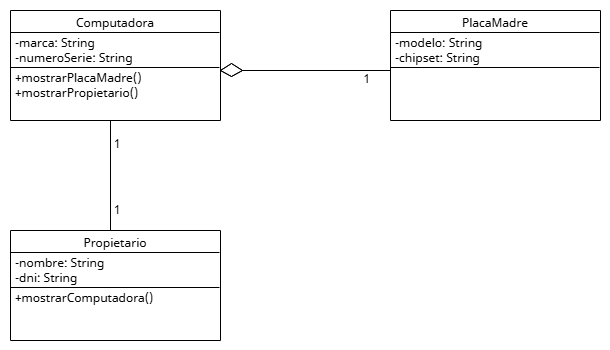 Computadora
-marca: String
-numeroSerie: String
+mostrarPlacaMadre()
+mostrarPropietario()
PlacaMadre
-modelo: String
-chipset: String
1
1
1
Propietario
-nombre: String
-dni: String
+mostrarComputadora()